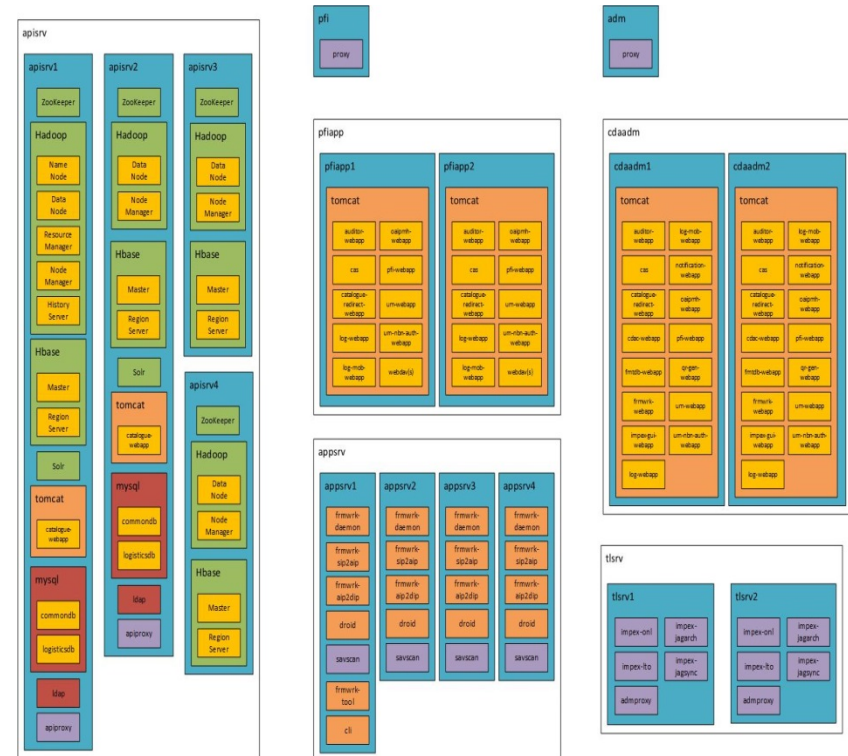 apisrv
apisrv1
ZooKeeper
Hadoop
Name
Node
Data
Node
Resource
Manager
Node
Manager
History
Server
Hbase
Master
Region
Server
Solr
tomcat
catalogue-
webapp
mysql
commondb
logisticsdb
ldap
apiproxy
apisrv2
ZooKeeper
Hadoop
Data
Node
Node
Manager
Hbase
Master
Region
Server
Solr
tomcat
catalogue-
webapp
mysql
commondb
logisticsdb
ldap
apiproxy
apisrv3
ZooKeeper
Hadoop
Data
Node
Node
Manager
Hbase
Master
Region
Server
apisrv4
ZooKeeper
Hadoop
Data
Node
Node
Manager
Hbase
Master
Region
Server
pfi
proxy
pfiapp
pfiapp1
tomcat
auditor-
webapp
oaipmh-
webapp
cas
pfi-webapp
catalogue-
redirect-
webapp
urn-webapp
log-webapp
urn-nbn-auth-
webapp
log-mob-
webapp
webdav(s)
pfiapp2
tomcat
auditor-
webapp
oaipmh-
webapp
cas
pfi-webapp
catalogue-
redirect-
webapp
urn-webapp
log-webapp
urn-nbn-auth-
webapp
log-mob-
webapp
webdav(s)
appsrv
appsrv1
frmwrk-
daemon
frmwrk-
sip2aip
frmwrk-
aip2dip
droid
savscan
frmwrk-
tool
cli
appsrv2
frmwrk-
daemon
frmwrk-
sip2aip
frmwrk-
aip2dip
droid
savscan
appsrv3
frmwrk-
daemon
frmwrk-
sip2aip
frmwrk-
aip2dip
droid
savscan
appsrv4
frmwrk-
daemon
frmwrk-
sip2aip
frmwrk-
aip2dip
droid
savscan
adm
proxy
cdaadm
cdaadm1
tomcat
auditor-
webapp
log-mob-
webapp
cas
notification-
webapp
catalogue-
redirect-
webapp
oaipmh-
webapp
cdac-webapp
pfi-webapp
fmtdb-webapp
qr-gen-
webapp
frmwrk-
webapp
urn-webapp
impex-gui-
webapp
urn-nbn-auth-
webapp
log-webapp
cdaadm2
tomcat
auditor-
webapp
log-mob-
webapp
cas
notification-
webapp
catalogue-
redirect-
webapp
oaipmh-
webapp
cdac-webapp
pfi-webapp
fmtdb-webapp
qr-gen-
webapp
frmwrk-
webapp
urn-webapp
impex-gui-
webapp
urn-nbn-auth-
webapp
log-webapp
tlsrv
tlsrv1
impex-onl
impex-
jagarch
impex-lto
impex-
jagsync
admproxy
tlsrv2
impex-onl
impex-
jagarch
impex-lto
impex-
jagsync
admproxy